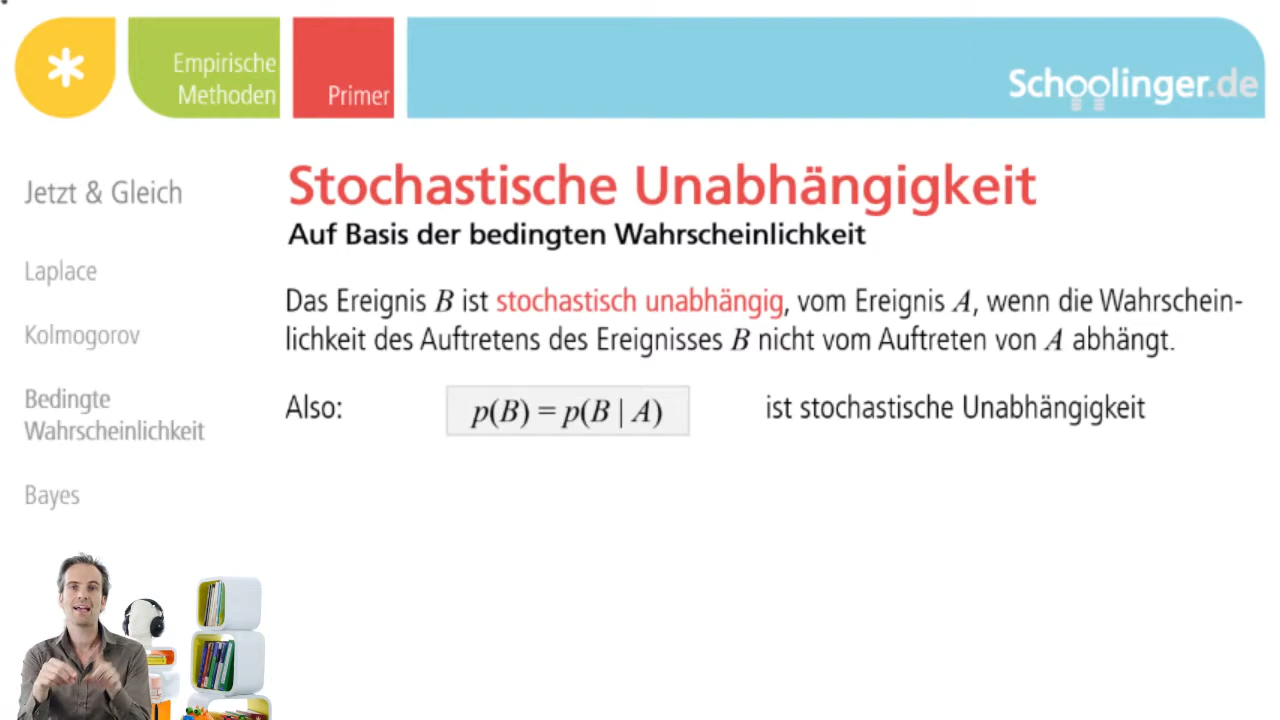 Empirische
Methoden
Primer
Schoolinger.de
Jetzt & Gleich
Laplace
Kolmogorov
Bedingte
Wahrscheinlichkeit
Bayes
Stochastische Unabhängigkeit
Auf Basis der bedingten Wahrscheinlichkeit
Das Ereignis B ist stochastisch unabhängig, vom Ereignis A, wenn die Wahrschein-
lichkeit des Auftretens des Ereignisses B nicht vom Auftreten von A abhängt.
Also: p(B) = p(B | A) ist stochastische Unabhängigkeit